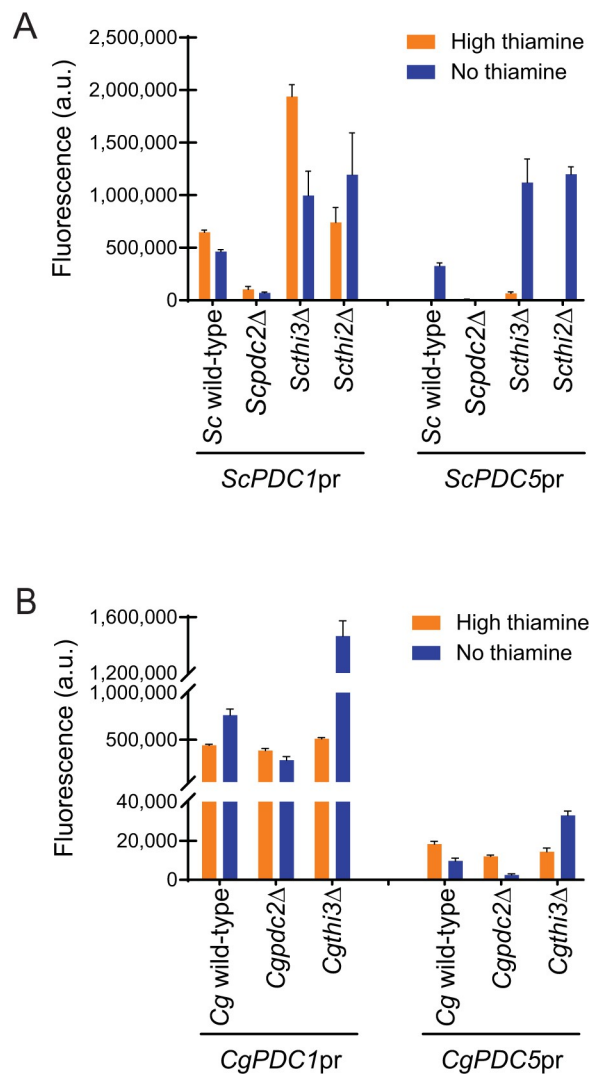 A
2,500,000
2,000,000
1,500,000
1,000,000
500,000
0
Fluorescence (a.u.)
High thiamine
No thiamine
Sc wild-type
Scpdc2Δ
Scthi3Δ
Scthi2Δ
Sc wild-type
Scpdc2Δ
Scthi3Δ
Scthi2Δ
ScPDC1pr
ScPDC5pr
B
1,600,000
1,200,000
1,000,000
500,000
40,000
20,000
0
Fluorescence (a.u.)
High thiamine
No thiamine
Cg wild-type
Cgpdc2Δ
Cgthi3Δ
Cg wild-type
Cgpdc2Δ
Cgthi3Δ
CgPDC1pr
CgPDC5pr